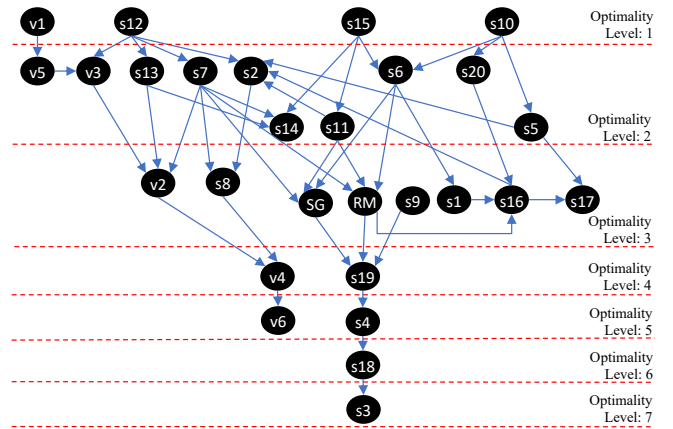 v1
s12
s15
s10
Optimality
Level: 1
v5
v3
s13
s7
s2
s6
s20
s14
s11
s5
Optimality
Level: 2
v2
s8
SG
RM
s9
s1
s16
s17
Optimality
Level: 3
v4
s19
Optimality
Level: 4
v6
s4
Optimality
Level: 5
s18
Optimality
Level: 6
s3
Optimality
Level: 7